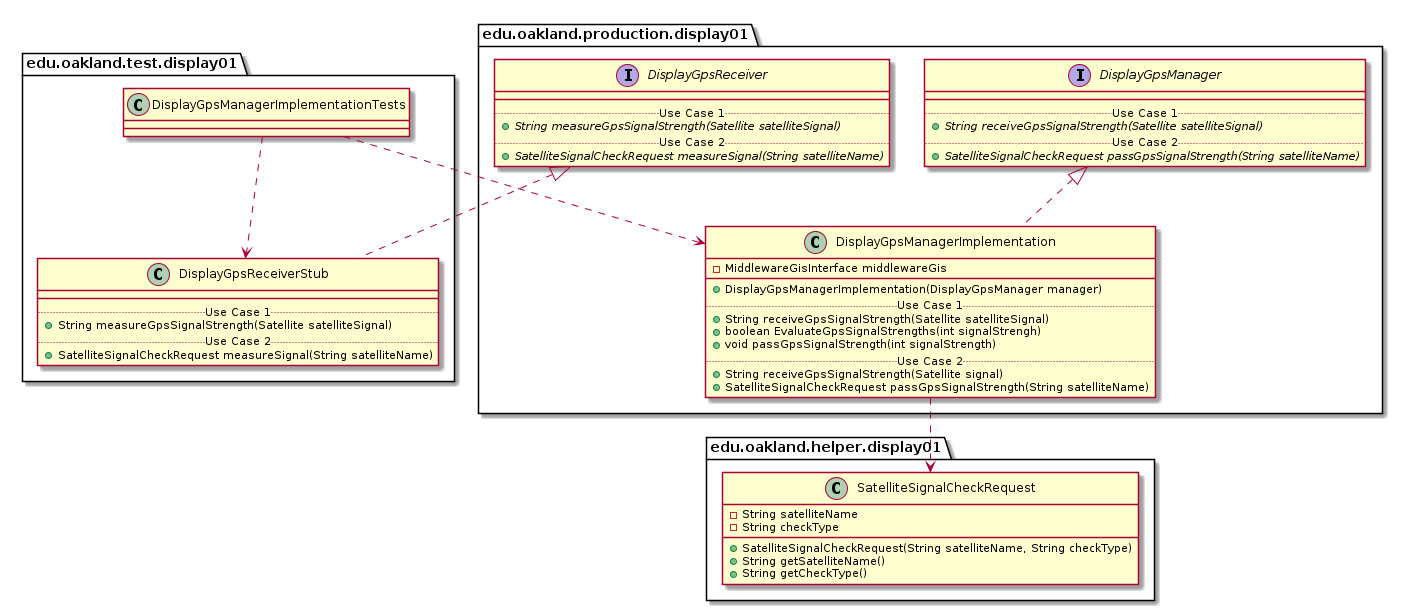 edu.oakland.test.display01
C DisplayGpsManagerImplementationTests
C DisplayGpsReceiverStub
Use Case 1
String measureGpsSignalStrength(Satellite satelliteSignal)
Use Case 2
SatelliteSignalCheckRequest measureSignal(String satelliteName)
edu.oakland.production.display01
I DisplayGpsReceiver
Use Case 1
String measureGpsSignalStrength(Satellite satelliteSignal)
Use Case 2
SatelliteSignalCheckRequest measureSignal(String satelliteName)
I DisplayGpsManager
Use Case 1
String receiveGpsSignalStrength(Satellite satelliteSignal)
Use Case 2
SatelliteSignalCheckRequest passGpsSignalStrength(String satelliteName)
C DisplayGpsManagerImplementation
MiddlewareGisInterface middlewareGis
DisplayGpsManagerImplementation(DisplayGpsManager manager)
Use Case 1
String receiveGpsSignalStrength(Satellite satelliteSignal)
boolean EvaluateGpsSignalStrengths(int signalStrengh)
void passGpsSignalStrength(int signalStrength)
Use Case 2
String receiveGpsSignalStrength(Satellite signal)
SatelliteSignalCheckRequest passGpsSignalStrength(String satelliteName)
edu.oakland.helper.display01
C SatelliteSignalCheckRequest
String satelliteName
String checkType
SatelliteSignalCheckRequest(String satelliteName, String checkType)
String getSatelliteName()
String getCheckType()